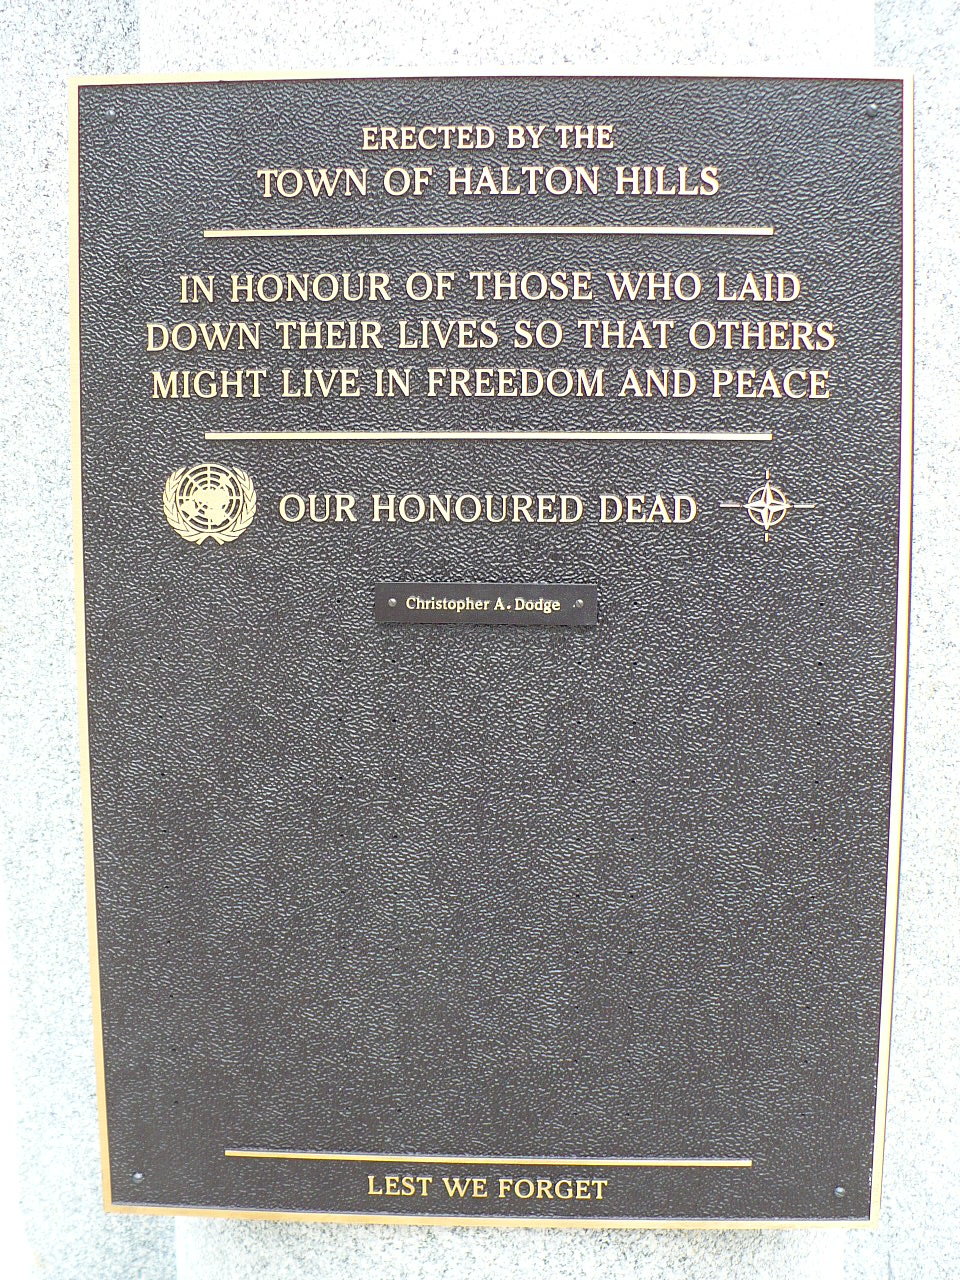 ERECTED BY THE
TOWN OF HALTON HILLS
IN HONOUR OF THOSE WHO LAID
DOWN THEIR LIVES SO THAT OTHERS
MIGHT LIVE IN FREEDOM AND PEACE
OUR HONOURED DEAD
Christopher A. Dodge
LEST WE FORGET